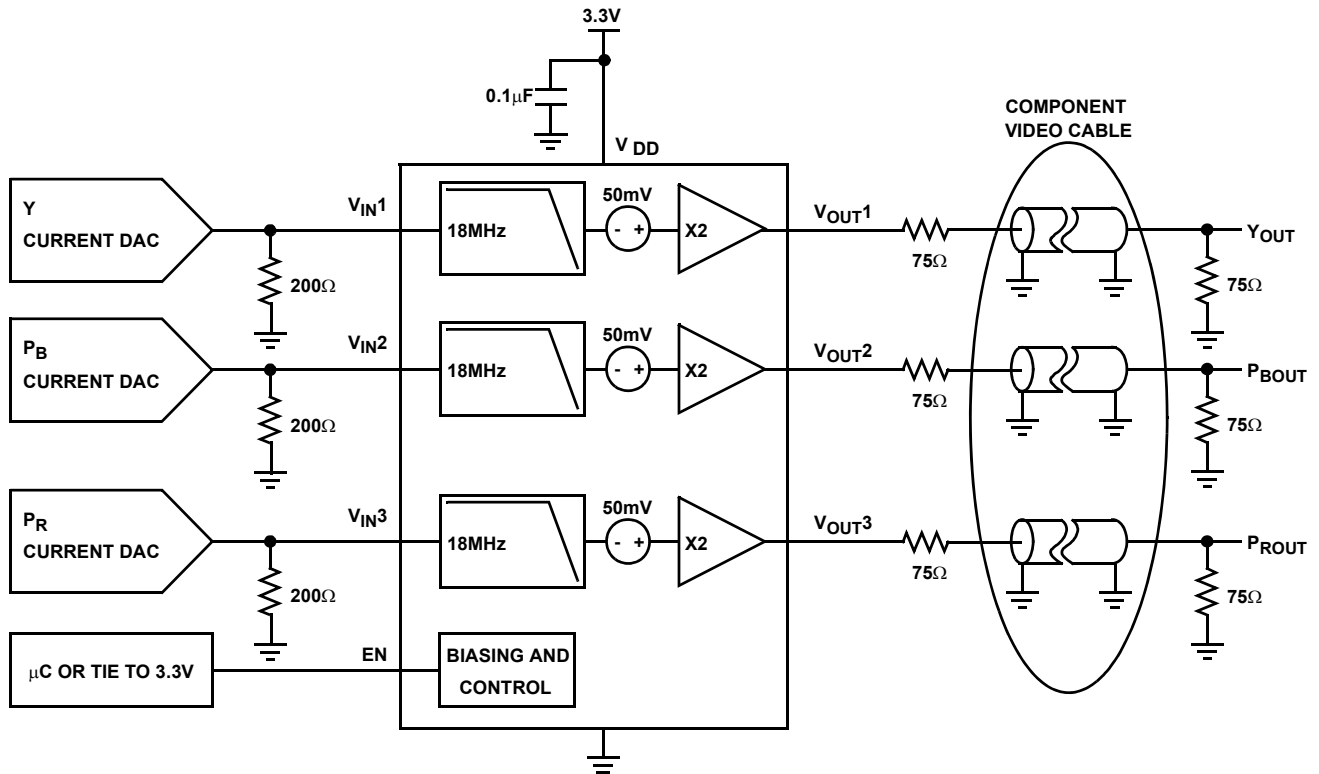 3.3V
0.1μF
V DD
COMPONENT
VIDEO CABLE
Y
CURRENT DAC
VIN1
200Ω
18MHz
50mV
- +
X2
VOUT1
75Ω
YOUT
75Ω
PB
CURRENT DAC
VIN2
200Ω
18MHz
50mV
- +
X2
VOUT2
75Ω
PBOUT
75Ω
PR
CURRENT DAC
VIN3
200Ω
18MHz
50mV
- +
X2
VOUT3
75Ω
PROUT
75Ω
μC OR TIE TO 3.3V
EN
BIASING AND
CONTROL